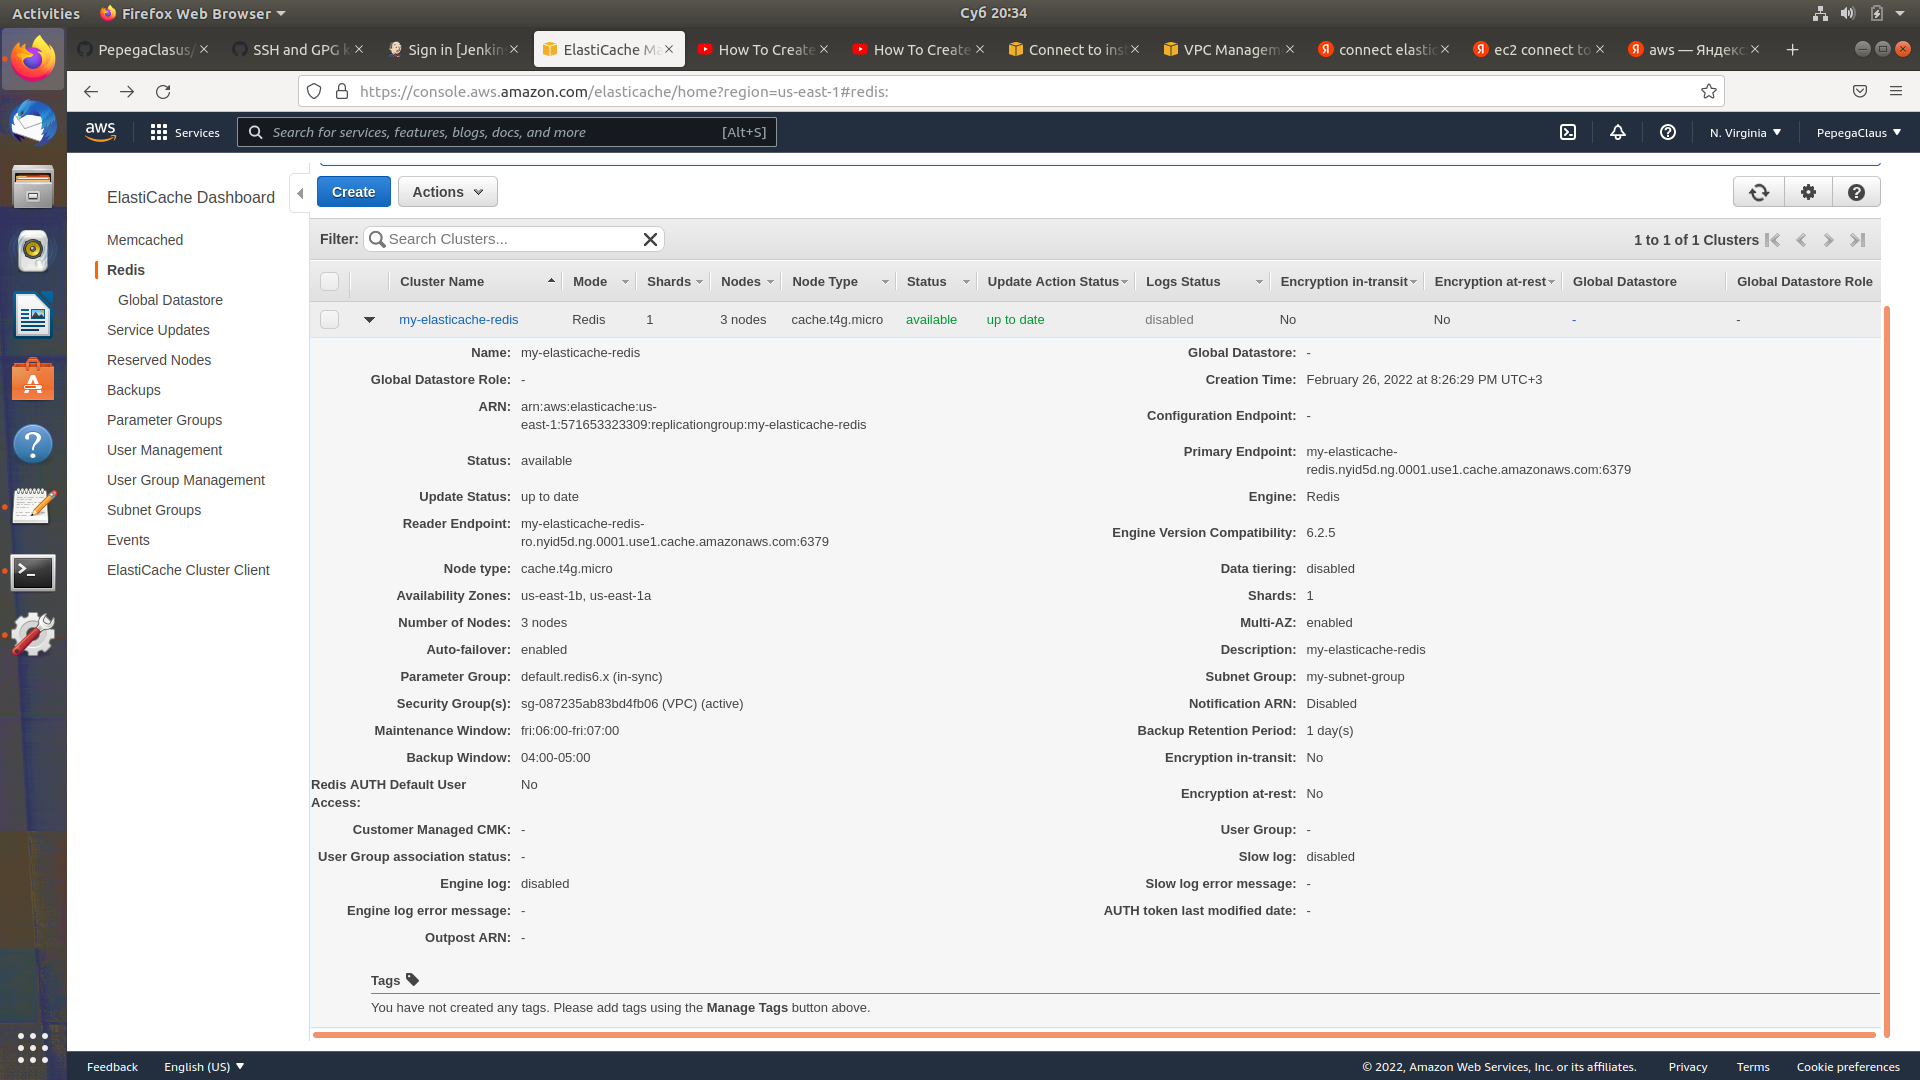 Activities
Firefox Web Browser
Суб 20:34
PepegaClasus/
SSH and GPG k
Sign in [Jenkin
ElastiCache Ma
How To Create
How To Create
Connect to inst
VPC Managem
connect elastic
ec2 connect to
aws — Яндекс
https://console.aws.amazon.com/elasticache/home?region=us-east-1#redis:
aws
Services
Search for services, features, blogs, docs, and more
[Alt+S]
N. Virginia
PepegaClaus
ElastiCache Dashboard
Memcached
Redis
Global Datastore
Service Updates
Reserved Nodes
Backups
Parameter Groups
User Management
User Group Management
Subnet Groups
Events
ElastiCache Cluster Client
Create
Actions
Filter:
Search Clusters...
1 to 1 of 1 Clusters
Cluster Name
Mode
Shards
Nodes
Node Type
Status
Update Action Status
Logs Status
Encryption in-transit
Encryption at-rest
Global Datastore
Global Datastore Role
my-elasticache-redis
Redis
1
3 nodes
cache.t4g.micro
available
up to date
disabled
No
No
-
-
Name: my-elasticache-redis
Global Datastore: -
Global Datastore Role: -
Creation Time: February 26, 2022 at 8:26:29 PM UTC+3
ARN: arn:aws:elasticache:us-
east-1:571653323309:replicationgroup:my-elasticache-redis
Configuration Endpoint: -
Status: available
Primary Endpoint: my-elasticache-
redis.nyid5d.ng.0001.use1.cache.amazonaws.com:6379
Update Status: up to date
Engine: Redis
Reader Endpoint: my-elasticache-redis-
ro.nyid5d.ng.0001.use1.cache.amazonaws.com:6379
Engine Version Compatibility: 6.2.5
Node type: cache.t4g.micro
Data tiering: disabled
Availability Zones: us-east-1b, us-east-1a
Shards: 1
Number of Nodes: 3 nodes
Multi-AZ: enabled
Auto-failover: enabled
Description: my-elasticache-redis
Parameter Group: default.redis6.x (in-sync)
Subnet Group: my-subnet-group
Security Group(s): sg-087235ab83bd4fb06 (VPC) (active)
Notification ARN: Disabled
Maintenance Window: fri:06:00-fri:07:00
Backup Retention Period: 1 day(s)
Backup Window: 04:00-05:00
Encryption in-transit: No
Redis AUTH Default User
Access:
No
Encryption at-rest: No
Customer Managed CMK: -
User Group: -
User Group association status: -
Slow log: disabled
Engine log: disabled
Slow log error message: -
Engine log error message: -
AUTH token last modified date: -
Outpost ARN: -
Tags
You have not created any tags. Please add tags using the Manage Tags button above.
Feedback
English (US)
© 2022, Amazon Web Services, Inc. or its affiliates.
Privacy
Terms
Cookie preferences